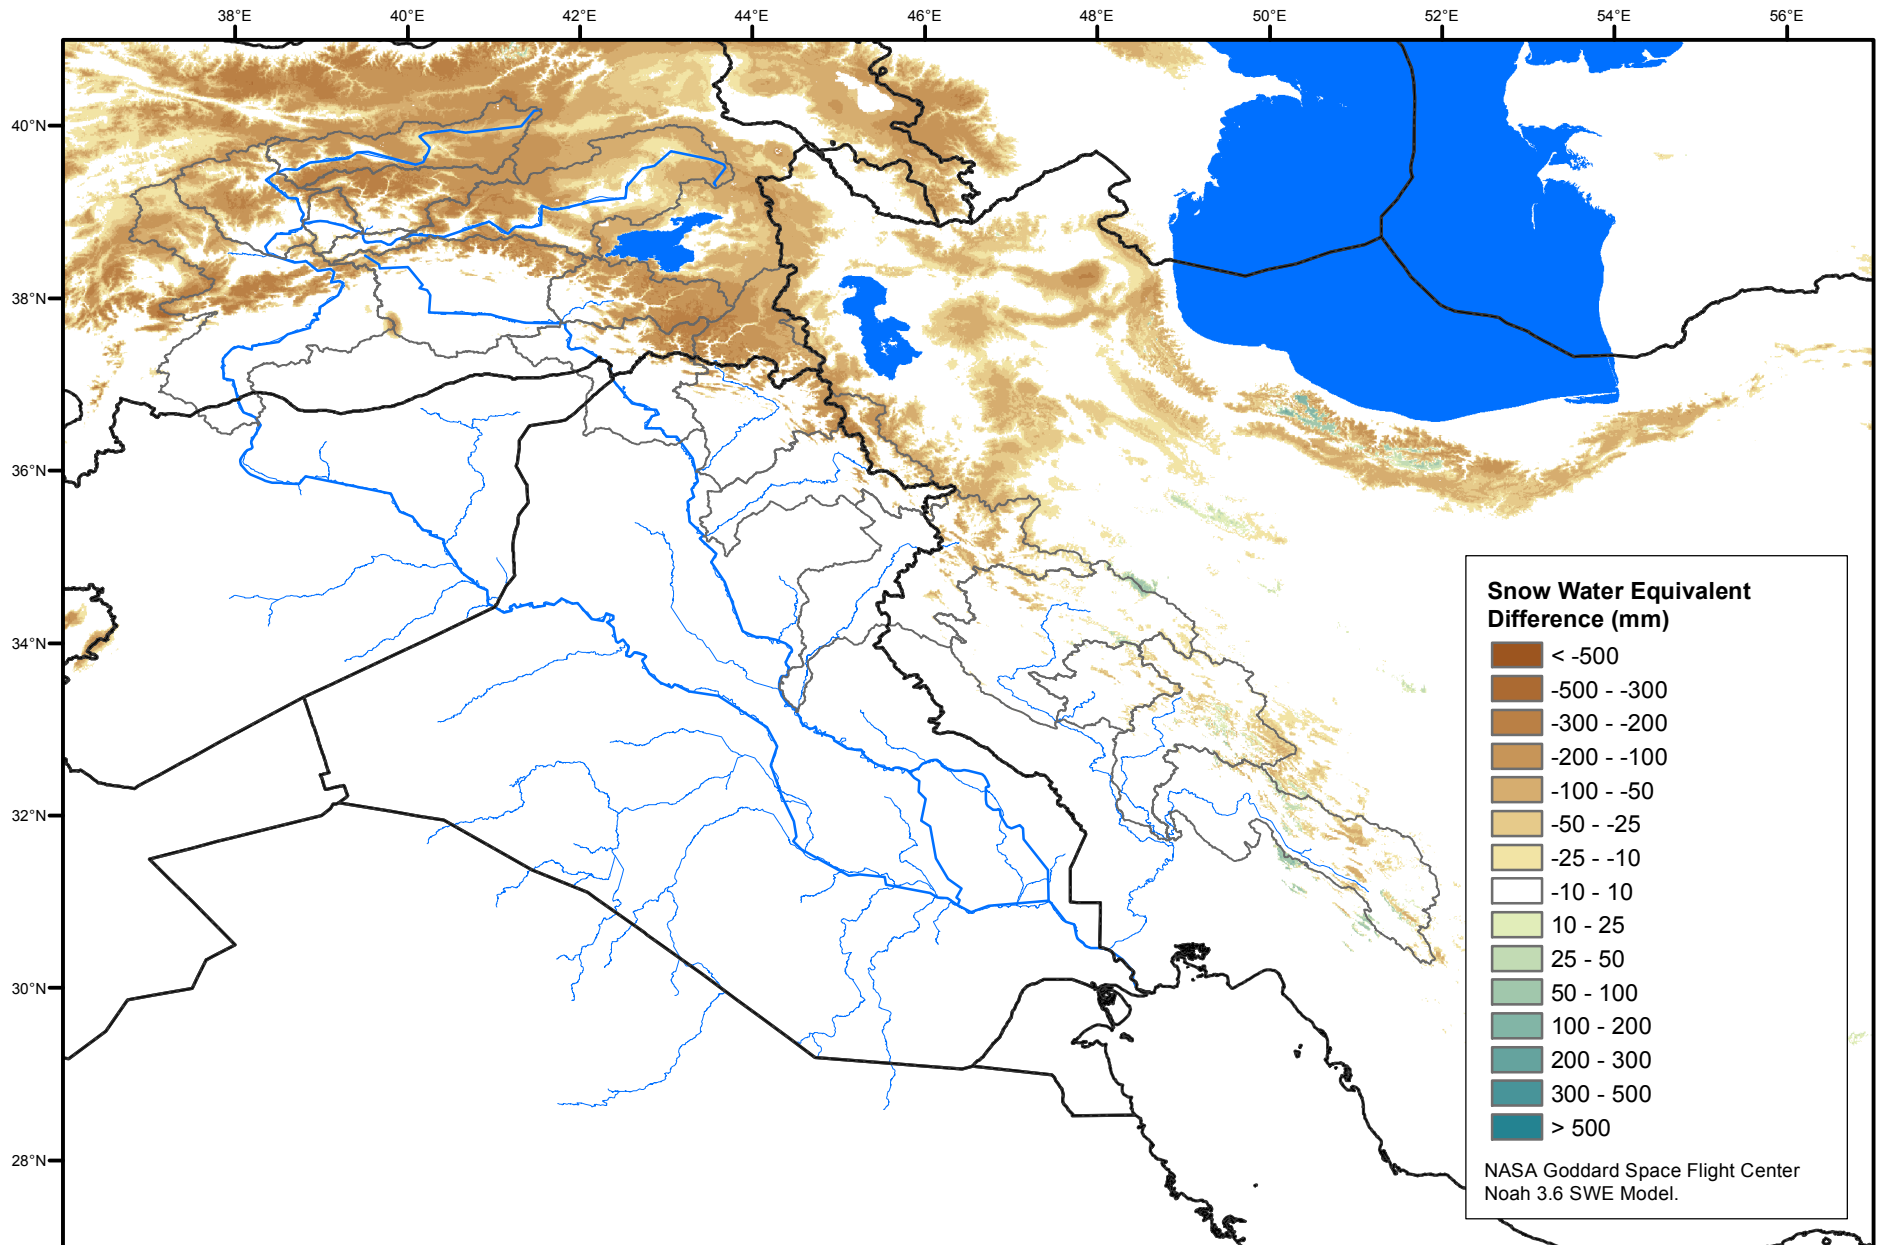 38°E 40°E 42°E 44°E 46°E 48°E 50°E 52°E 54°E 56°E
40°N
38°N
36°N
34°N
32°N
30°N
28°N
Snow Water Equivalent
Difference (mm)
< -500
-500 - -300
-300 - -200
-200 - -100
-100 - -50
-50 - -25
-25 - -10
-10 - 10
10 - 25
25 - 50
50 - 100
100 - 200
200 - 300
300 - 500
> 500
NASA Goddard Space Flight Center
Noah 3.6 SWE Model.